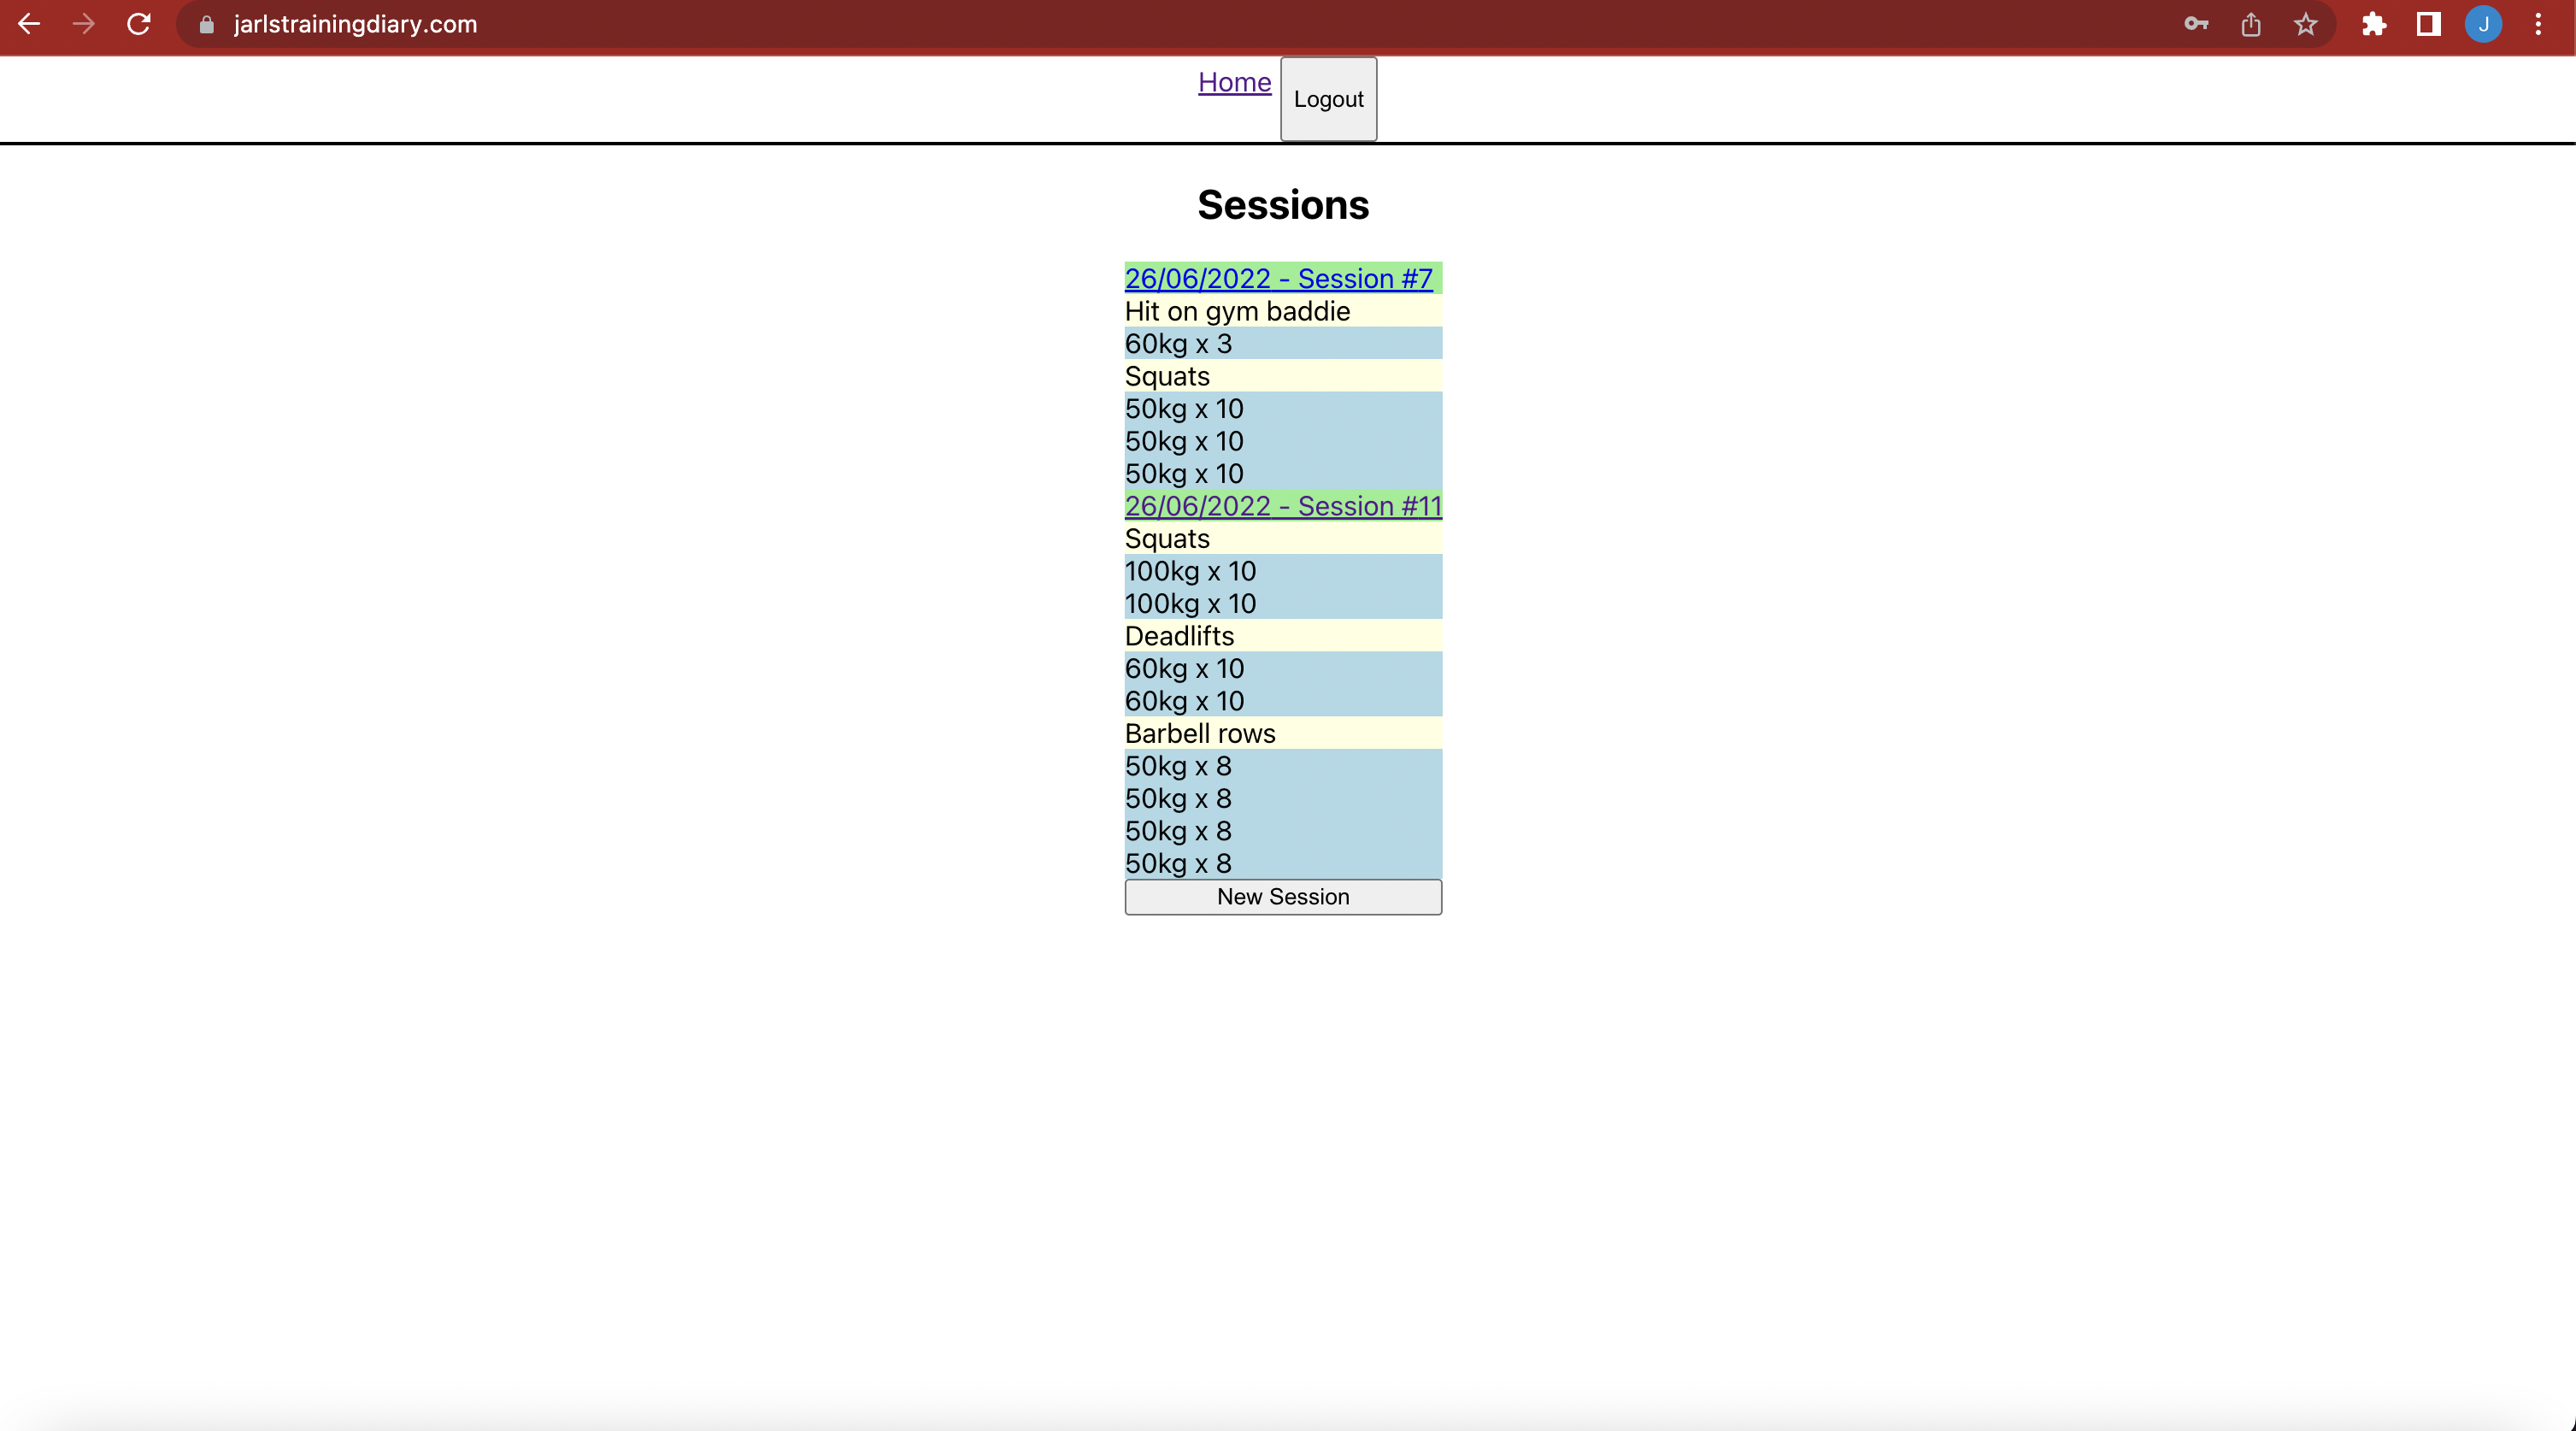 jarlstrainingdiary.com
J
Home
Logout
Sessions
26/06/2022 - Session #7
Hit on gym baddie
60kg x 3
Squats
50kg x 10
50kg x 10
50kg x 10
26/06/2022 - Session #11
Squats
100kg x 10
100kg x 10
Deadlifts
60kg x 10
60kg x 10
Barbell rows
50kg x 8
50kg x 8
50kg x 8
50kg x 8
New Session